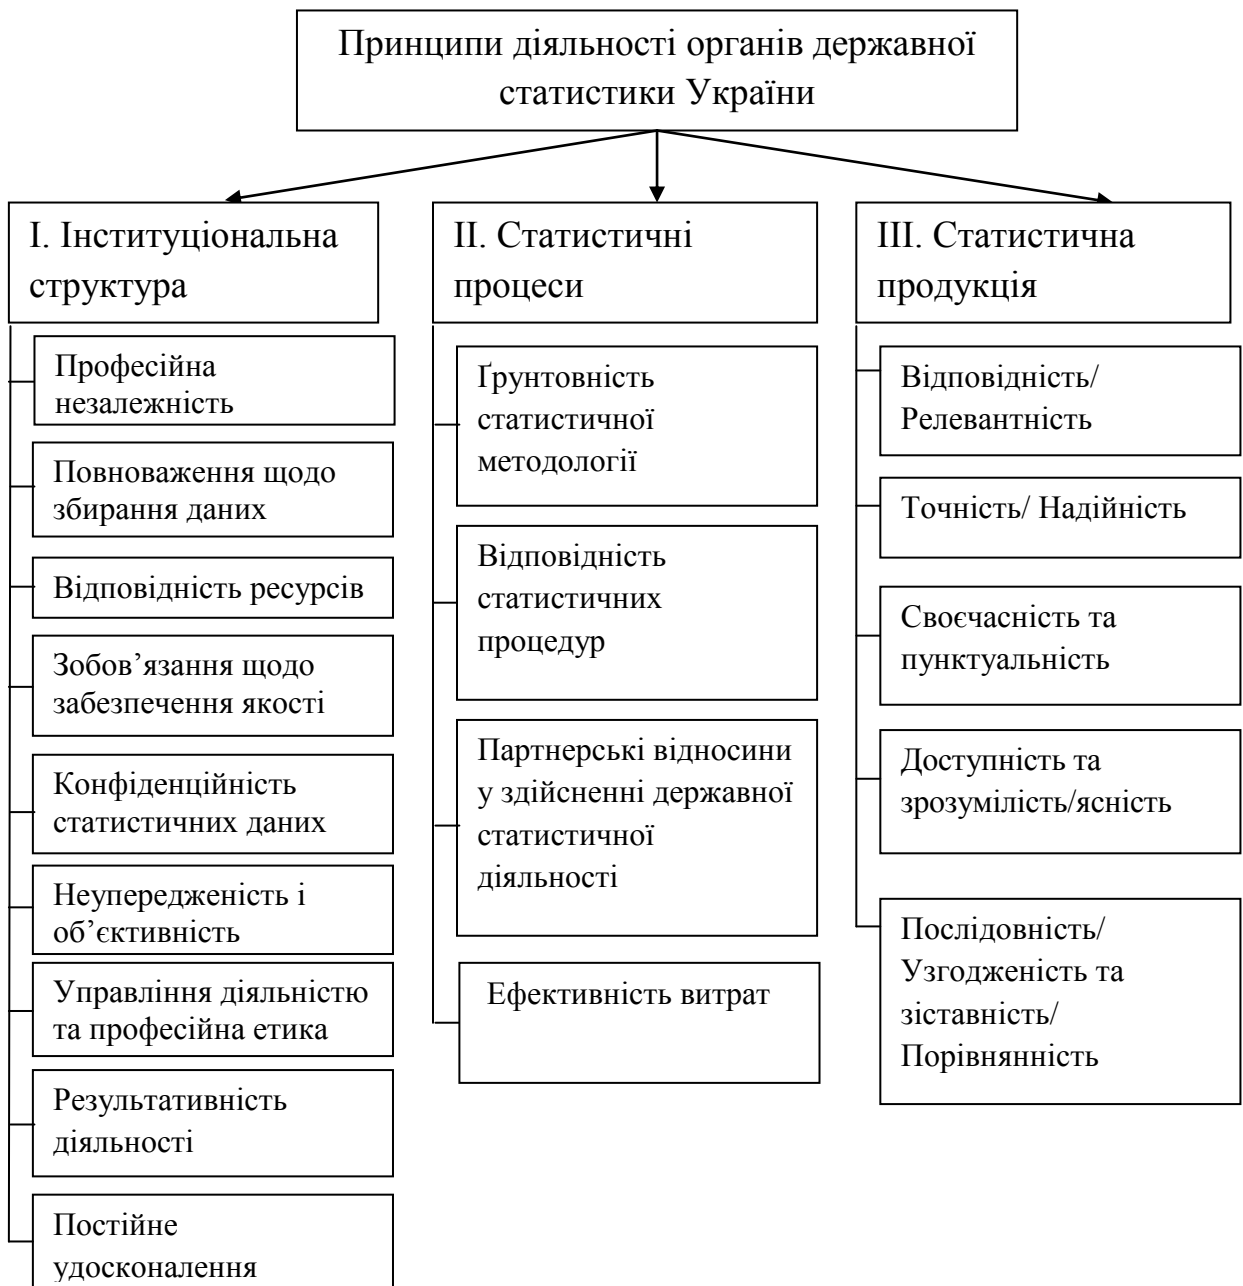 Принципи діяльності органів державної
статистики України
I. Інституціональна
структура
Професійна
незалежність
Повноваження щодо
збирання даних
Відповідність ресурсів
Зобов’язання щодо
забезпечення якості
Конфіденційність
статистичних даних
Неупередженість і
об’єктивність
Управління діяльністю
та професійна етика
Результативність
діяльності
Постійне
удосконалення
II. Статистичні
процеси
Ґрунтовність
статистичної
методології
Відповідність
статистичних
процедур
Партнерські відносини
у здійсненні державної
статистичної
діяльності
Ефективність витрат
III. Статистична
продукція
Відповідність/
Релевантність
Точність/ Надійність
Своєчасність та
пунктуальність
Доступність та
зрозумілість/ясність
Послідовність/
Узгодженість та
зіставність/
Порівнянність